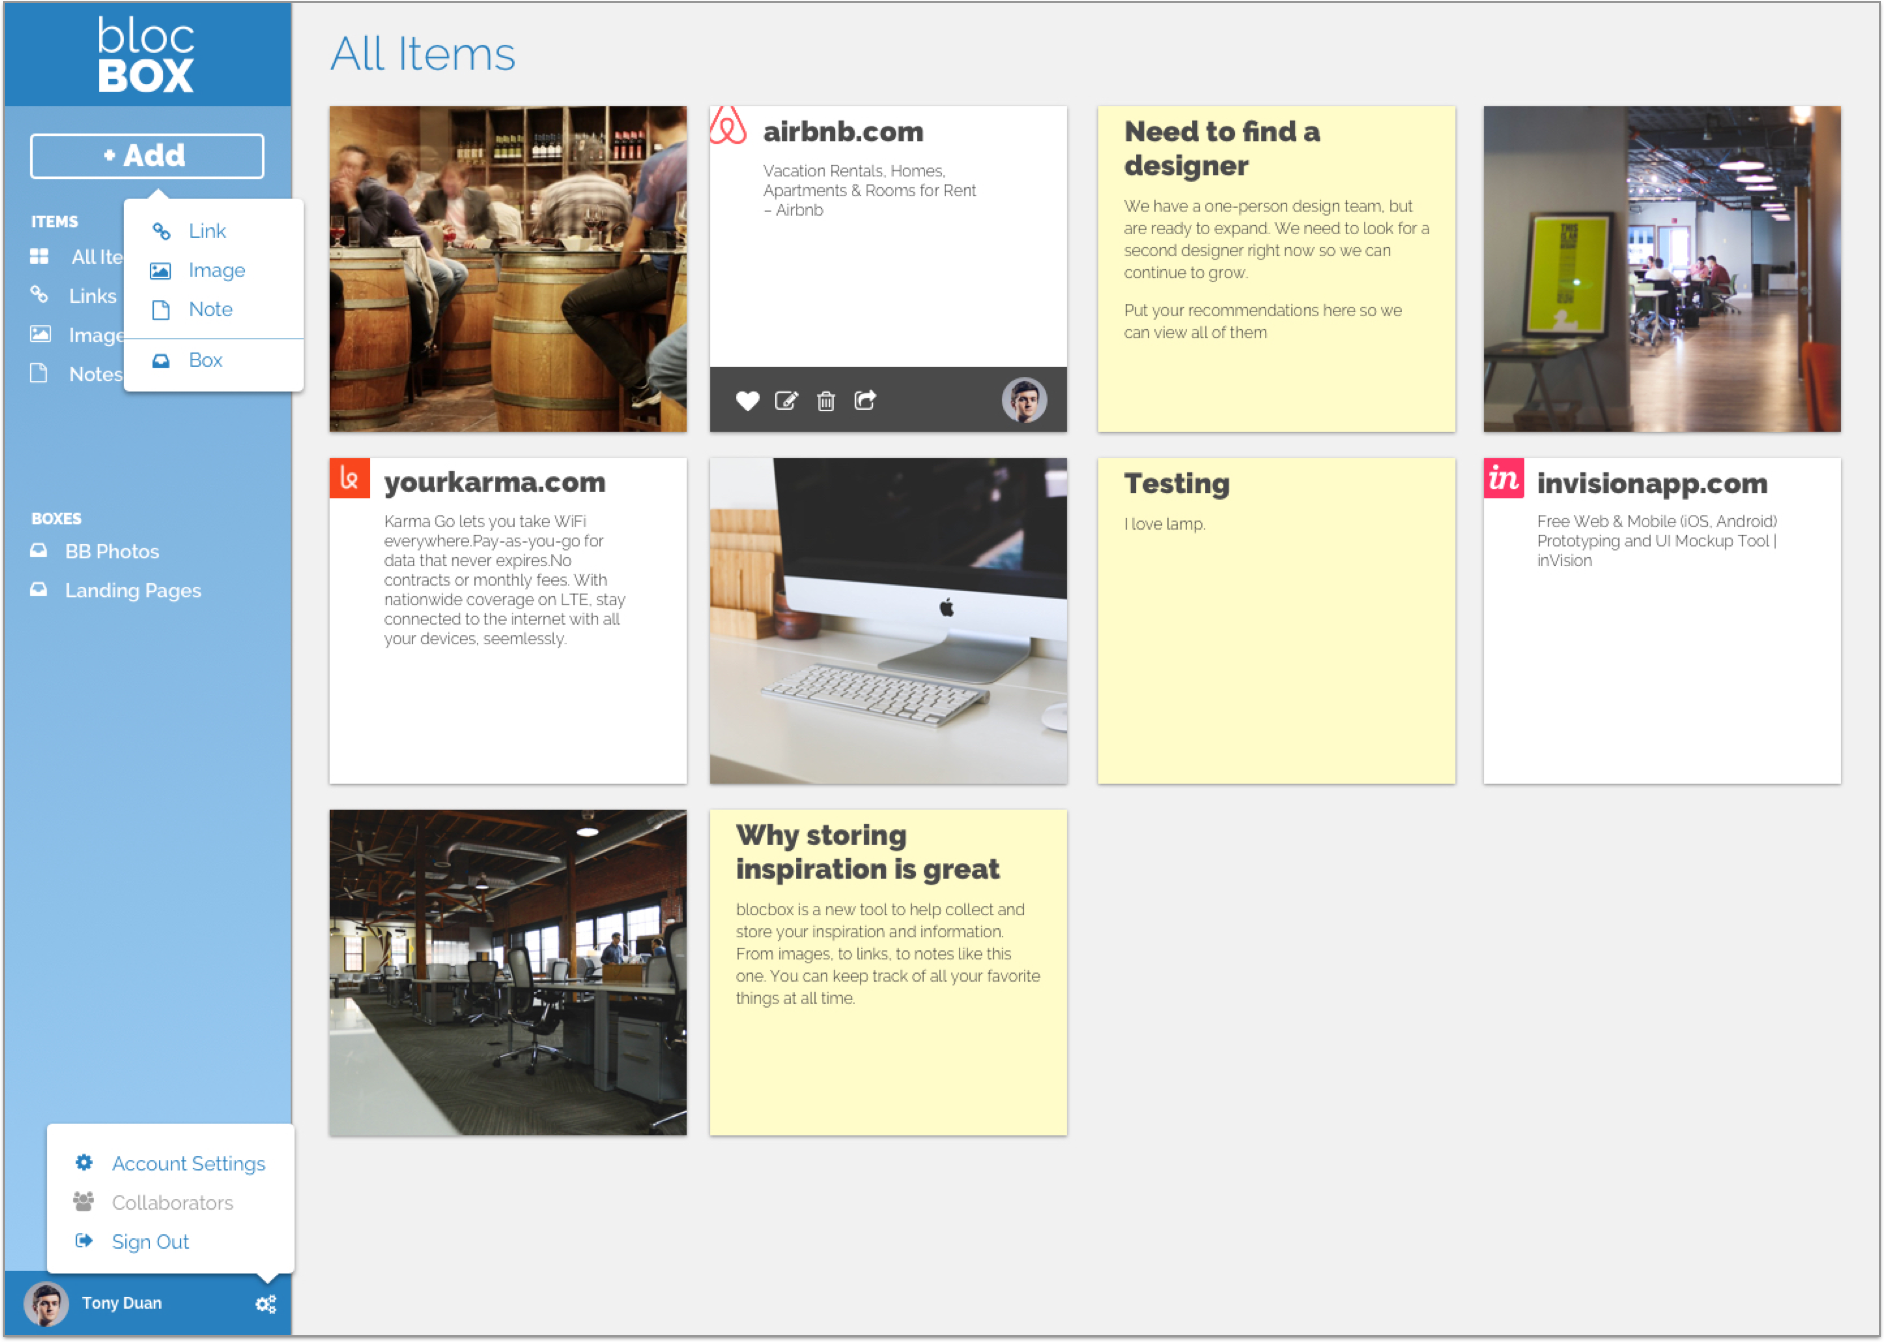 bloc
BOX
+ Add
Link
Image
Note
Box
ITEMS
All Ite
Links
Image
Notes
BOXES
BB Photos
Landing Pages
Account Settings
Collaborators
Sign Out
Tony Duan
All Items
airbnb.com
Vacation Rentals, Homes,
Apartments & Rooms for Rent
– Airbnb
Need to find a
designer
We have a one-person design team, but
are ready to expand. We need to look for a
second designer right now so we can
continue to grow.
Put your recommendations here so we
can view all of them
THIS
IS AN
yourkarma.com
Karma Go lets you take WiFi
everywhere.Pay-as-you-go for
data that never expires.No
contracts or monthly fees. With
nationwide coverage on LTE, stay
connected to the internet with all
your devices, seemlessly.
Testing
I love lamp.
in
invisionapp.com
Free Web & Mobile (iOS, Android)
Prototyping and UI Mockup Tool |
inVision
Why storing
inspiration is great
blocbox is a new tool to help collect and
store your inspiration and information.
From images, to links, to notes like this
one. You can keep track of all your favorite
things at all time.